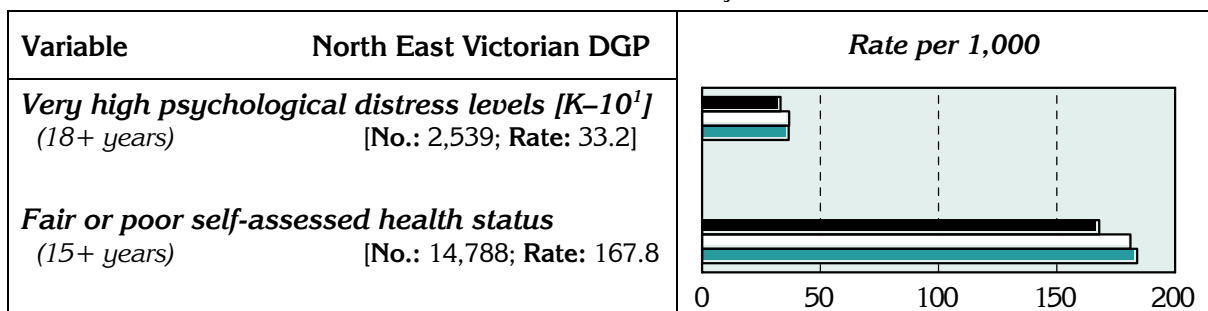 Variable North East Victorian DGP Rate per 1,000
Very high psychological distress levels [K–10¹]
(18+ years) [No.: 2,539; Rate: 33.2]
Fair or poor self-assessed health status
(15+ years) [No.: 14,788; Rate: 167.8
0 50 100 150 200